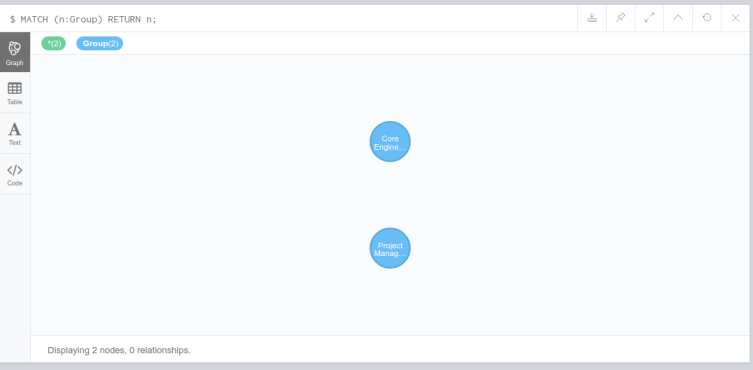 $ MATCH (n:Group) RETURN n;
*(2) Group(2)
Graph
Table
A
Text
</>
Code
Core
Engine...
Project
Manag...
Displaying 2 nodes, 0 relationships.